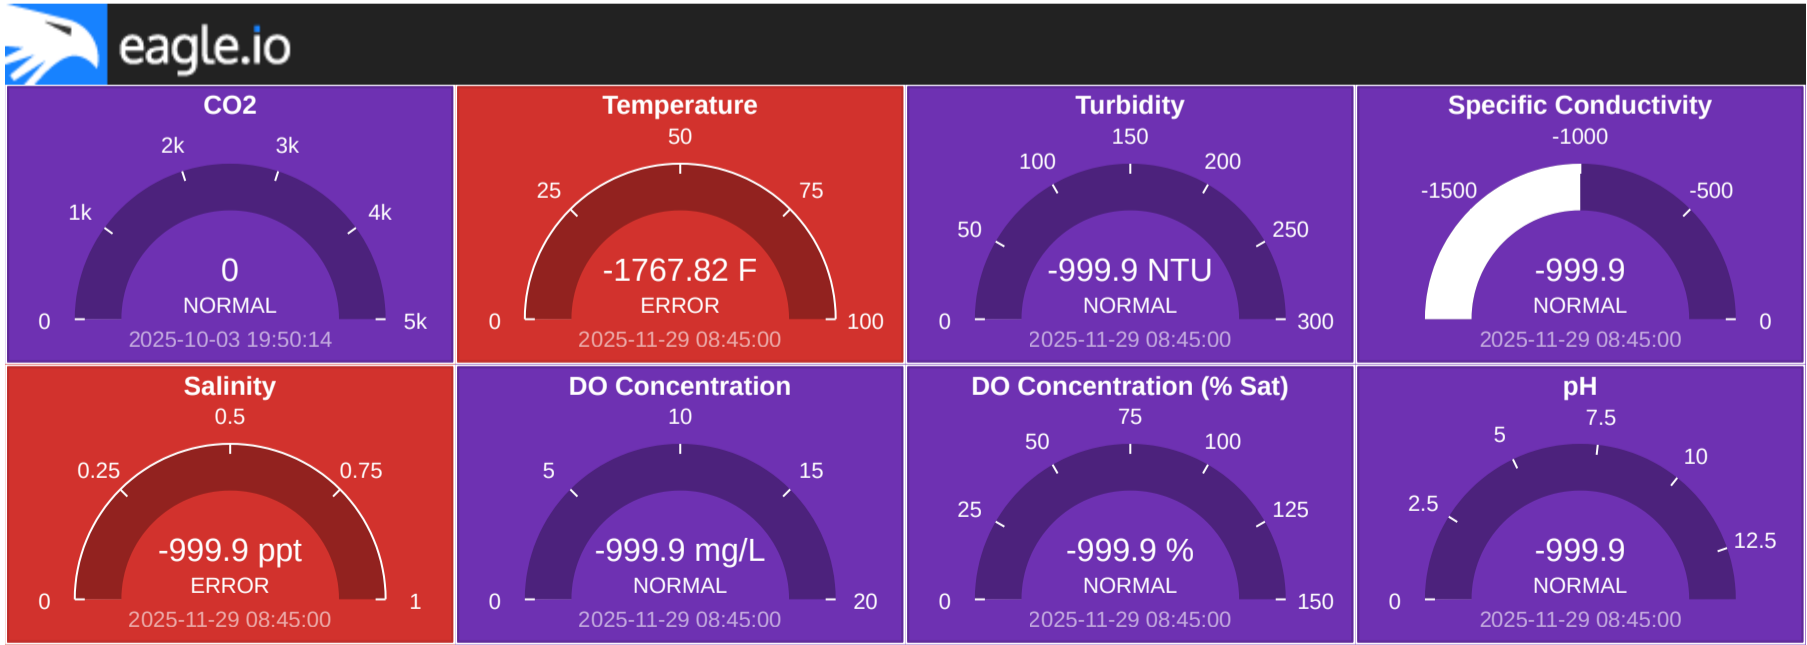 eagle.io
CO2
2k 3k
1k 4k
0
NORMAL
0 5k
2025-10-03 19:50:14
Temperature
50
25 75
-1767.82 F
ERROR
0 100
2025-11-29 08:45:00
Turbidity
150
100 200
50 250
-999.9 NTU
NORMAL
0 300
2025-11-29 08:45:00
Specific Conductivity
-1000
-1500 -500
-999.9
NORMAL
0
2025-11-29 08:45:00
Salinity
0.5
0.25 0.75
-999.9 ppt
ERROR
0 1
2025-11-29 08:45:00
DO Concentration
10
5 15
-999.9 mg/L
NORMAL
0 20
2025-11-29 08:45:00
DO Concentration (% Sat)
75
50 100
25 125
-999.9 %
NORMAL
0 150
2025-11-29 08:45:00
pH
7.5
5 10
2.5 12.5
-999.9
NORMAL
0
2025-11-29 08:45:00